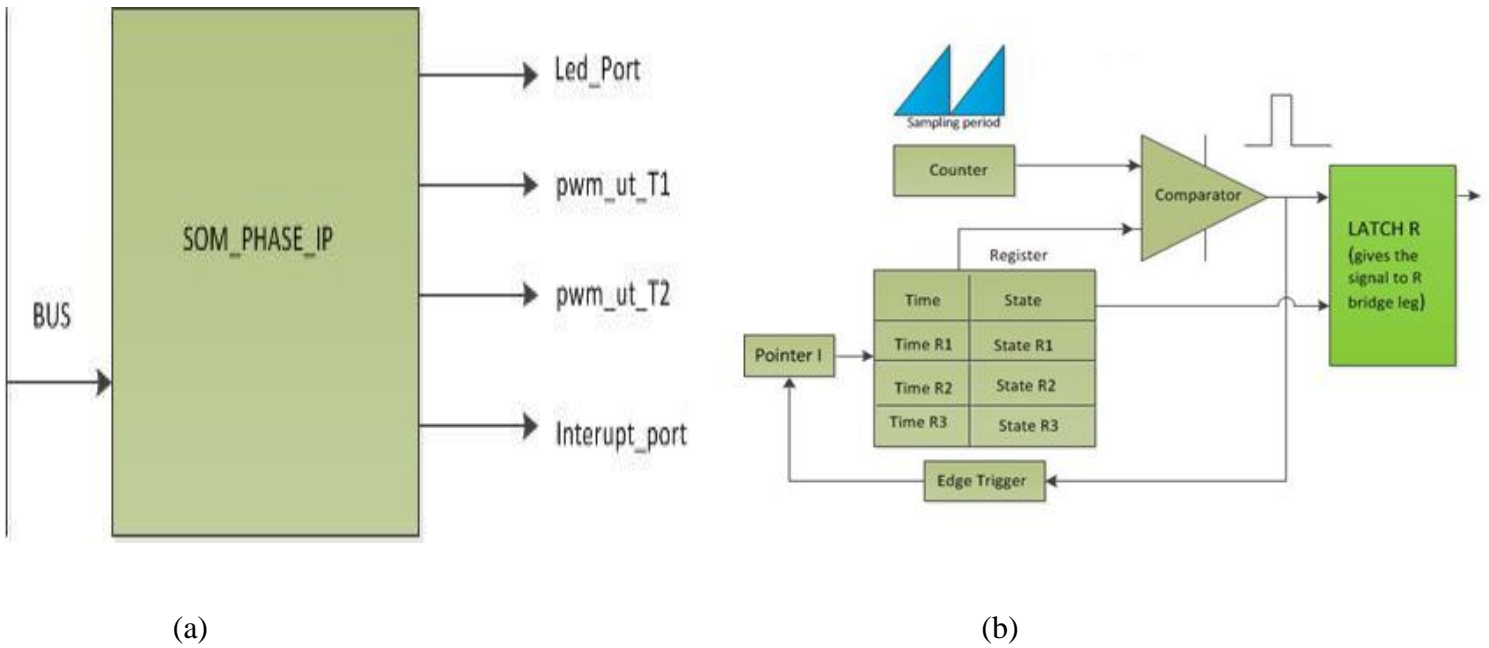 Led_Port
pwm_ut_T1
SOM_PHASE_IP
pwm_ut_T2
BUS
Interupt_port
(a)
Sampling period
Counter
Comparator
Register
LATCH R
(gives the
signal to R
bridge leg)
Time State
Pointer I
Time R1 State R1
Time R2 State R2
Time R3 State R3
Edge Trigger
(b)